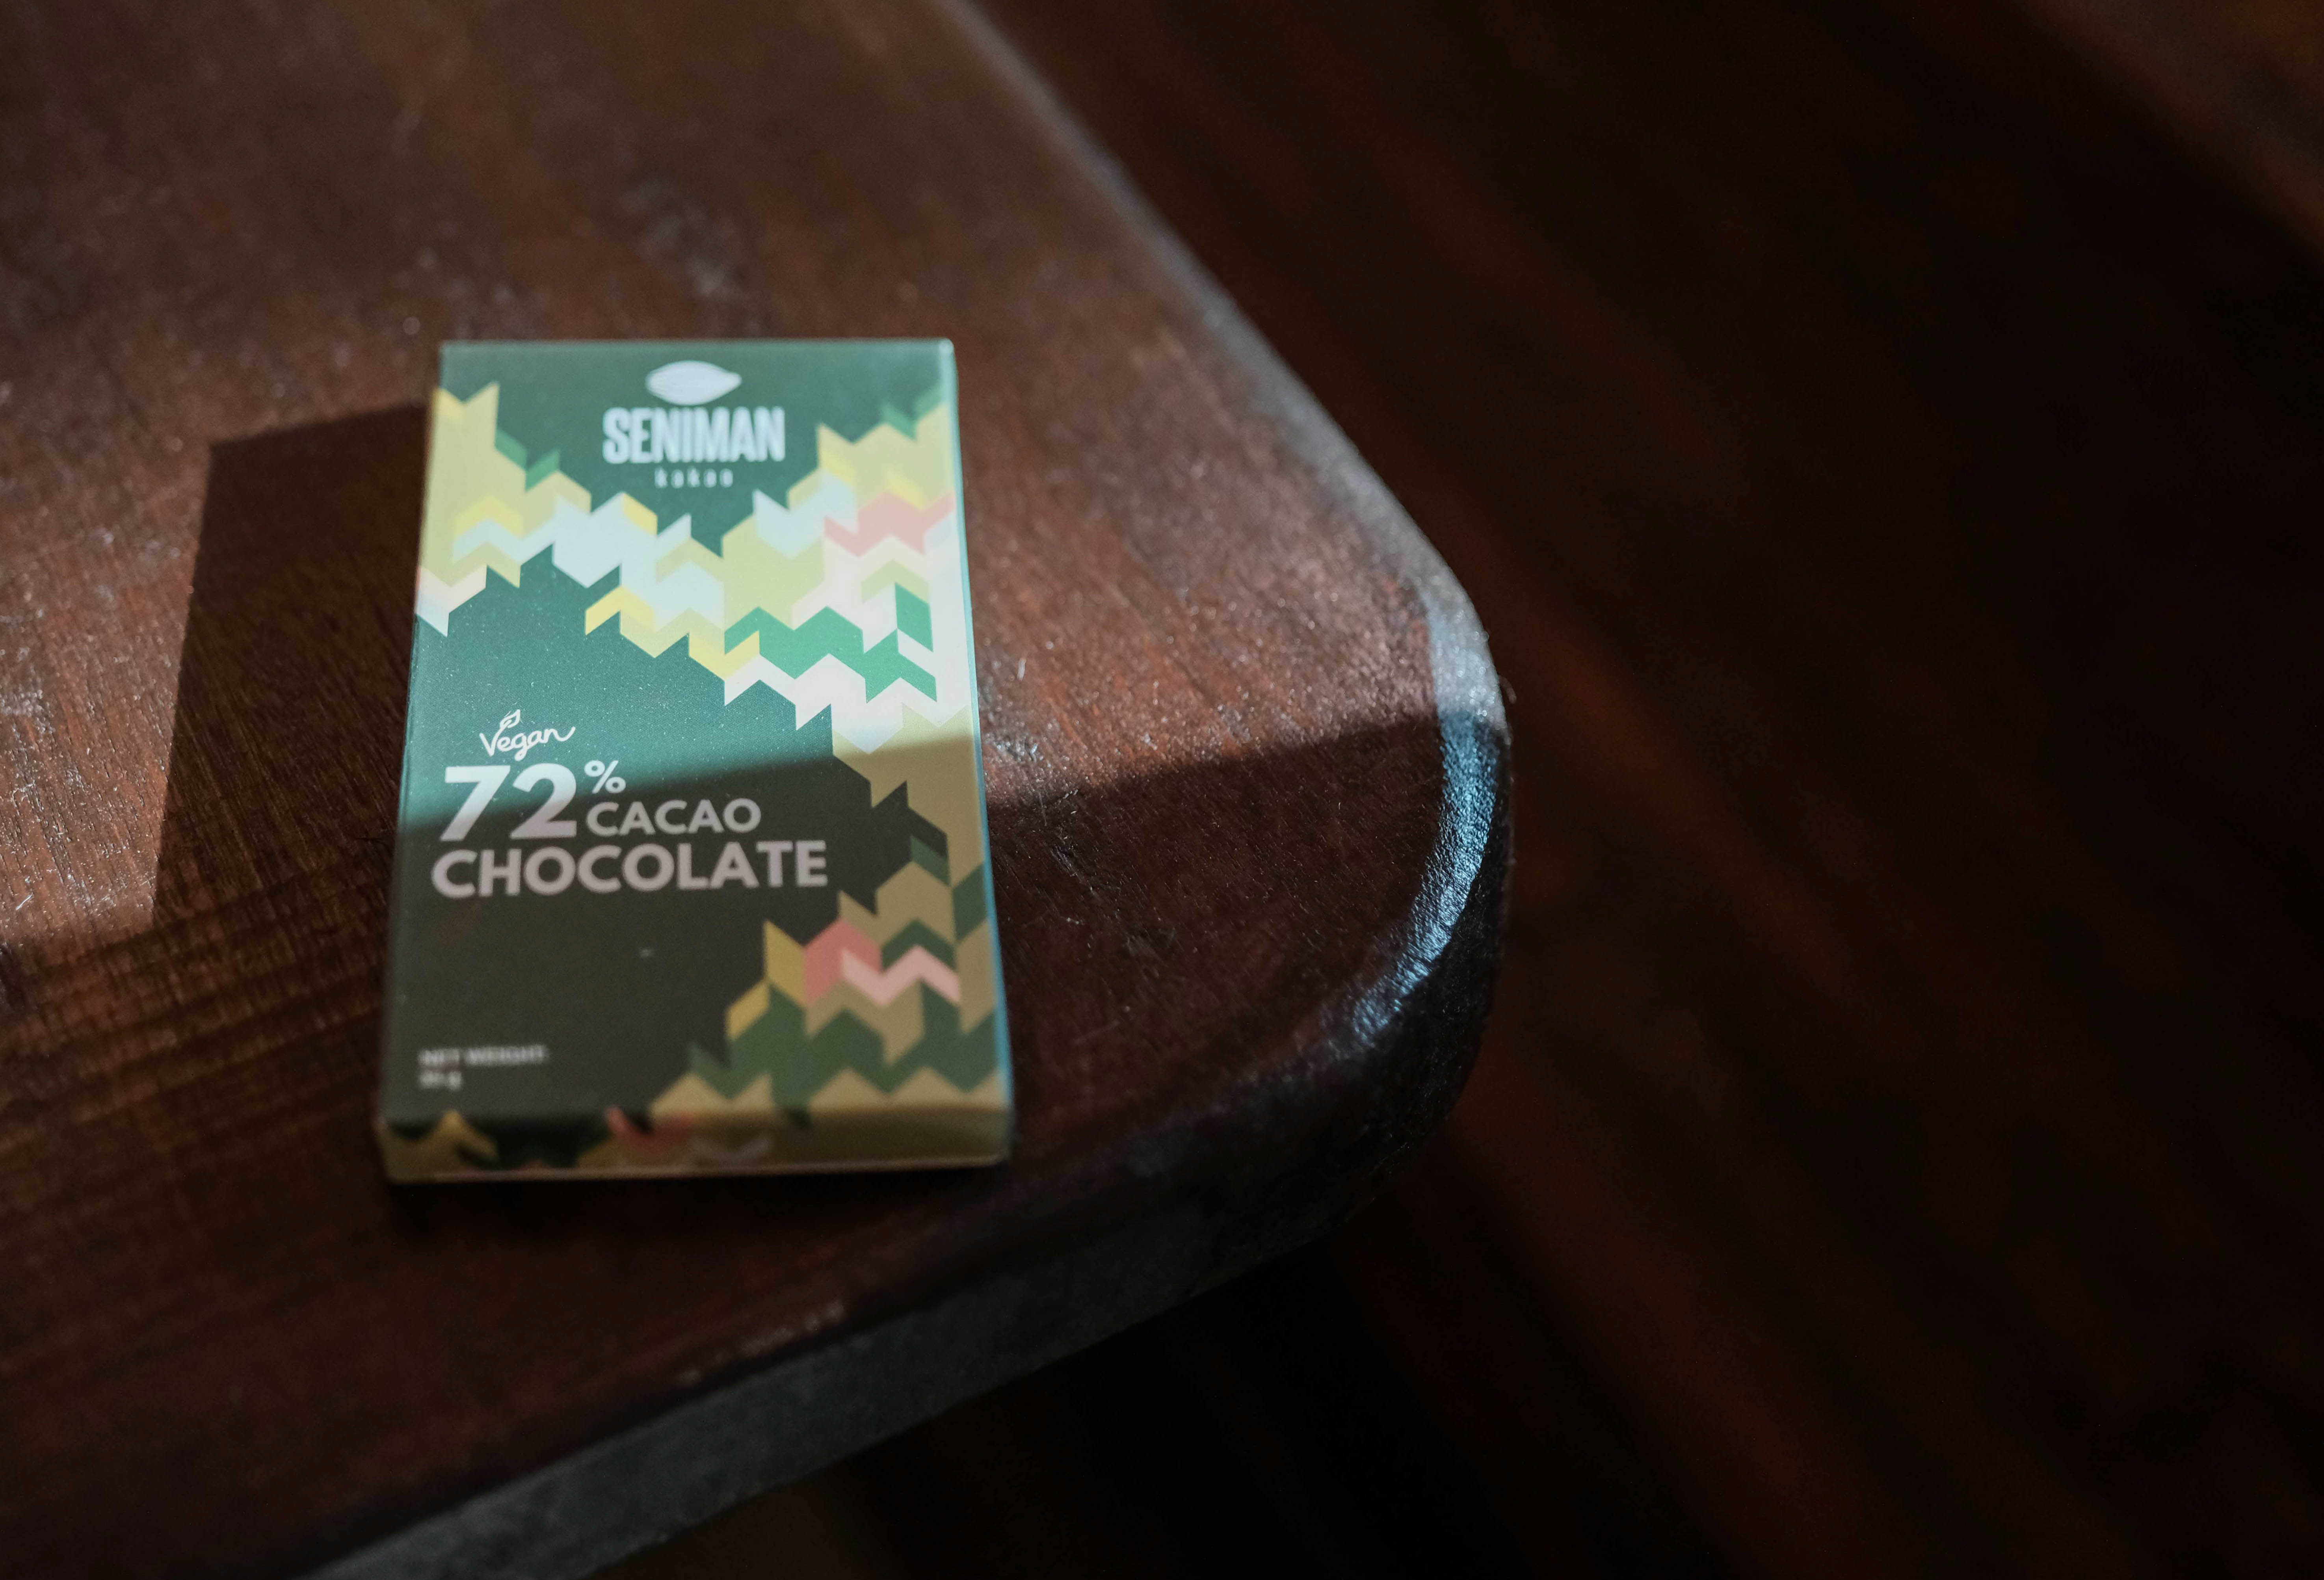 SENIMAN
kakao
Vegan
72%
CACAO
CHOCOLATE
NET WEIGHT: